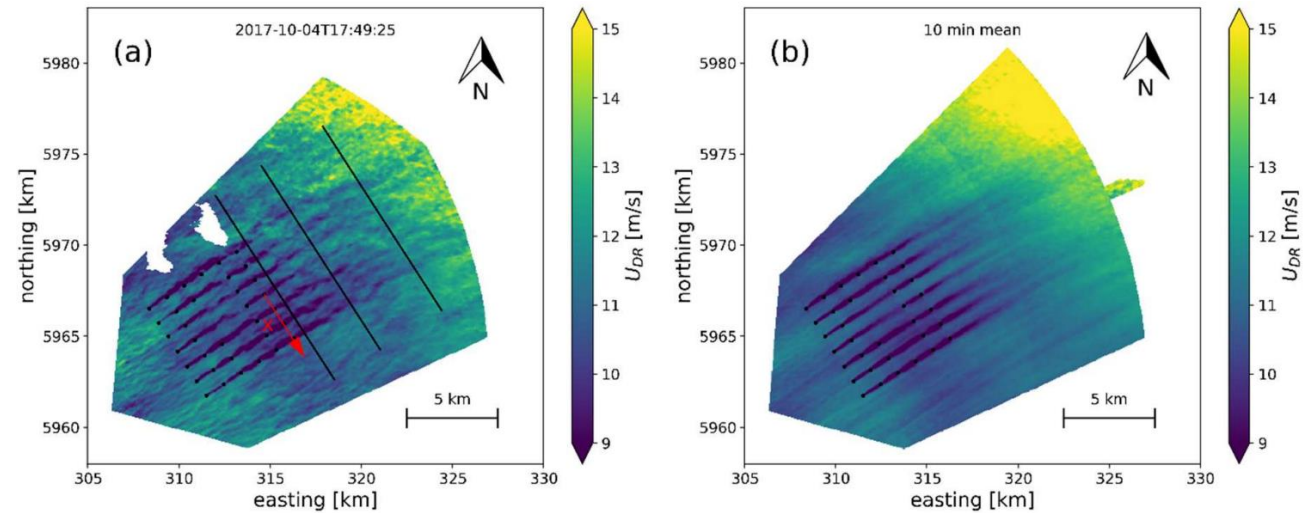 (a)
2017-10-04T17:49:25
N
5980
5975
5970
5965
5960
northing [km]
305
310
315
320
325
330
easting [km]
5 km
x
15
14
13
12
11
10
9
U_DR [m/s]
(b)
10 min mean
N
5980
5975
5970
5965
5960
northing [km]
305
310
315
320
325
330
easting [km]
5 km
15
14
13
12
11
10
9
U_DR [m/s]